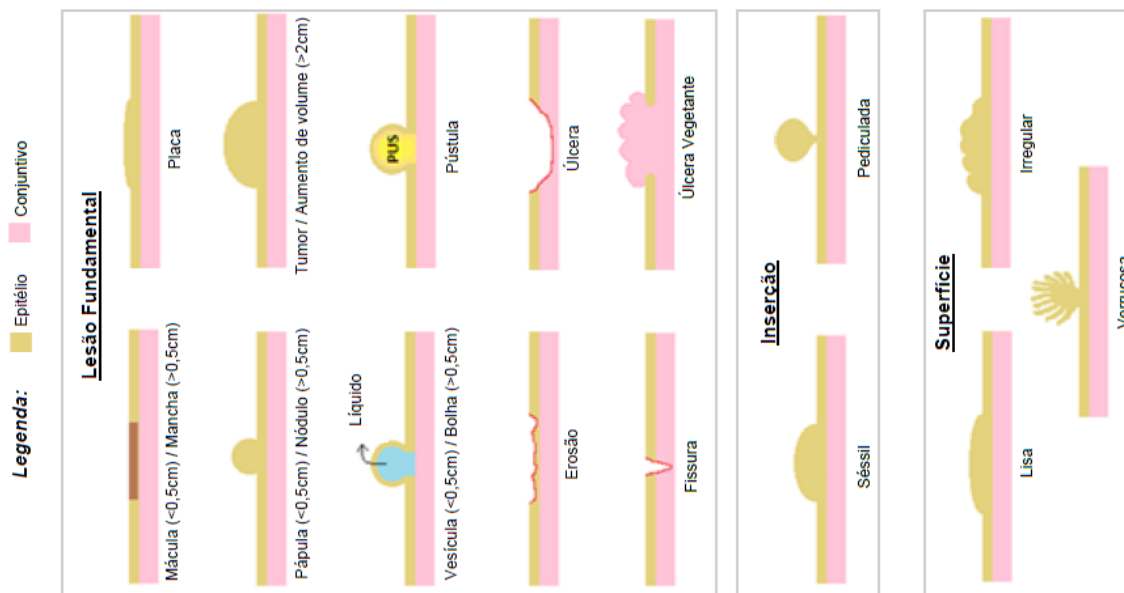 Legenda:
Epitélio
Conjuntivo
Lesão Fundamental
Mácula (<0,5cm) / Mancha (>0,5cm)
Placa
Pápula (<0,5cm) / Nódulo (>0,5cm)
Tumor / Aumento de volume (>2cm)
Líquido
PUS
Vesícula (<0,5cm) / Bolha (>0,5cm)
Pústula
Erosão
Úlcera
Fissura
Úlcera Vegetante
Inserção
Séssil
Pediculada
Superfície
Lisa
Irregular
Verrucosa